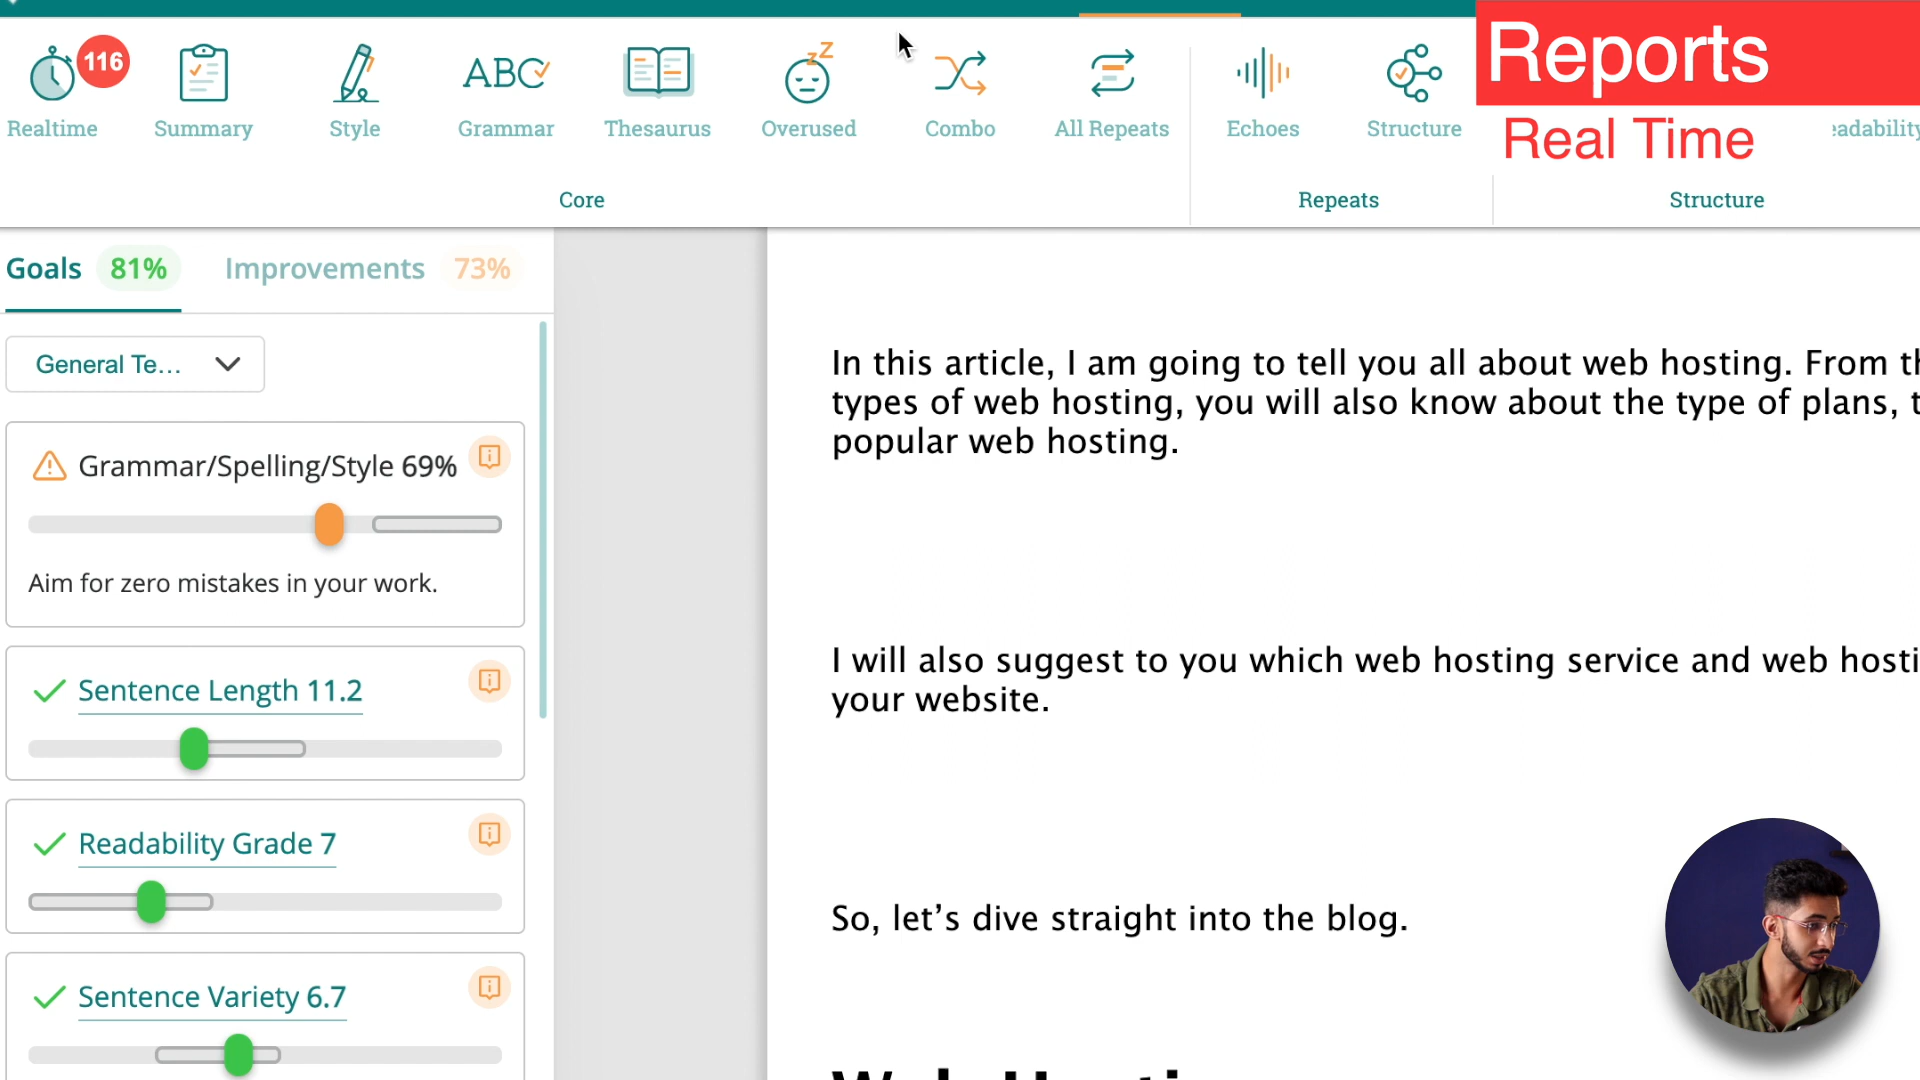 116
Realtime
Summary
Style
ABC
Grammar
Thesaurus
zz
Overused
Combo
All Repeats
Echoes
Structure
Reports
Real Time
eadability
Core
Repeats
Structure
Goals 81%
Improvements 73%
General Te...
Grammar/Spelling/Style 69%
Aim for zero mistakes in your work.
Sentence Length 11.2
Readability Grade 7
Sentence Variety 6.7
In this article, I am going to tell you all about web hosting. From th
types of web hosting, you will also know about the type of plans, t
popular web hosting.
I will also suggest to you which web hosting service and web hosti
your website.
So, let’s dive straight into the blog.
Web Hosti